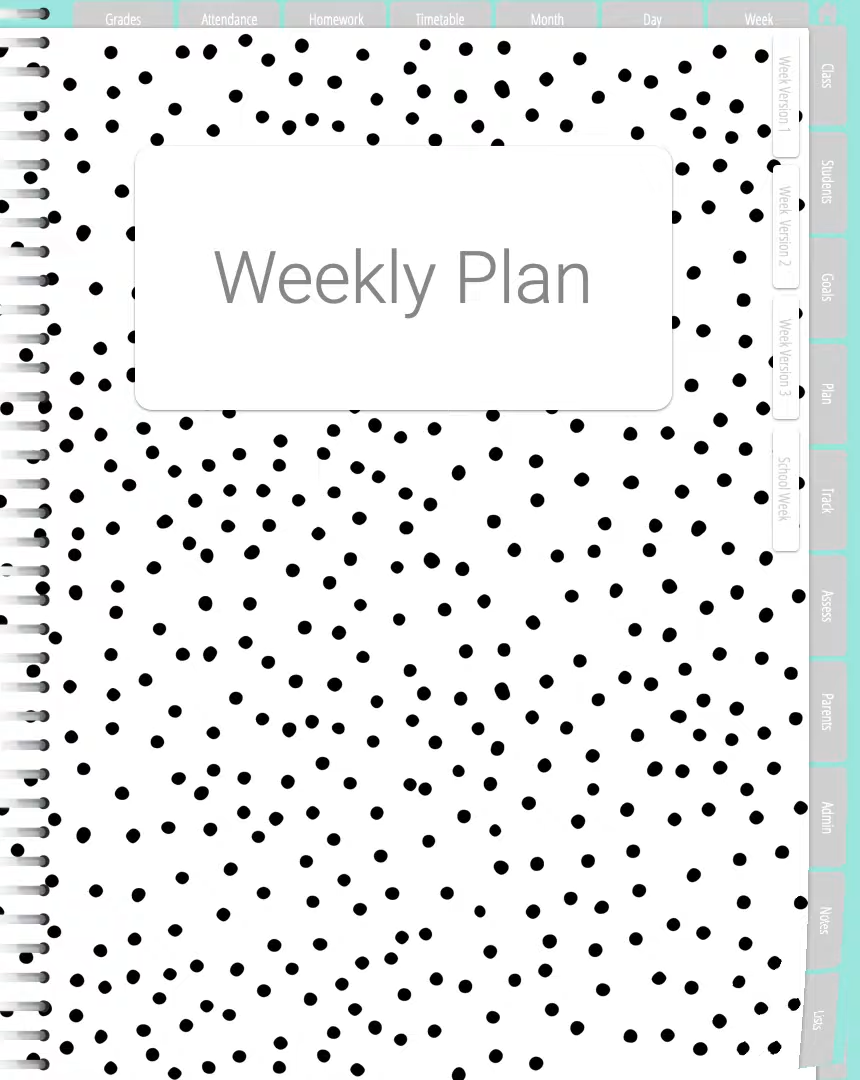 Grades
Attendance
Homework
Timetable
Month
Day
Week
Weekly Plan
Week Version 1
Week Version 2
Week Version 3
School Week
Class
Students
Goals
Plan
Track
Assess
Parents
Admin
Notes
Lists